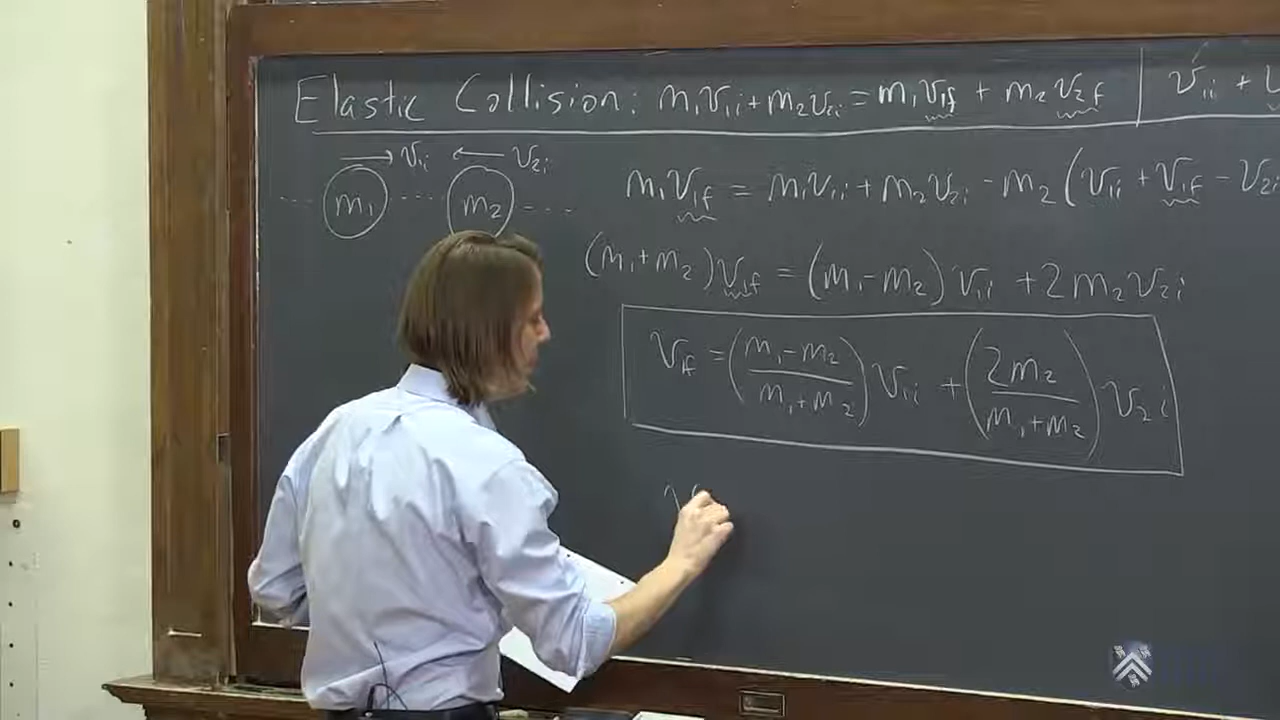 Elastic Collision: m₁v₁ᵢ + m₂v₂ᵢ = m₁v₁f + m₂v₂f | v₁ᵢ +
v₁ᵢ v₂ᵢ
m₁ m₂
m₁v₁f = m₁v₁ᵢ + m₂v₂ᵢ - m₂(v₁ᵢ + v₁f - v₂ᵢ
(m₁+m₂)v₁f = (m₁-m₂)v₁ᵢ + 2m₂v₂ᵢ
v₁f = ((m₁-m₂)/(m₁+m₂))v₁ᵢ + (2m₂/(m₁+m₂))v₂ᵢ